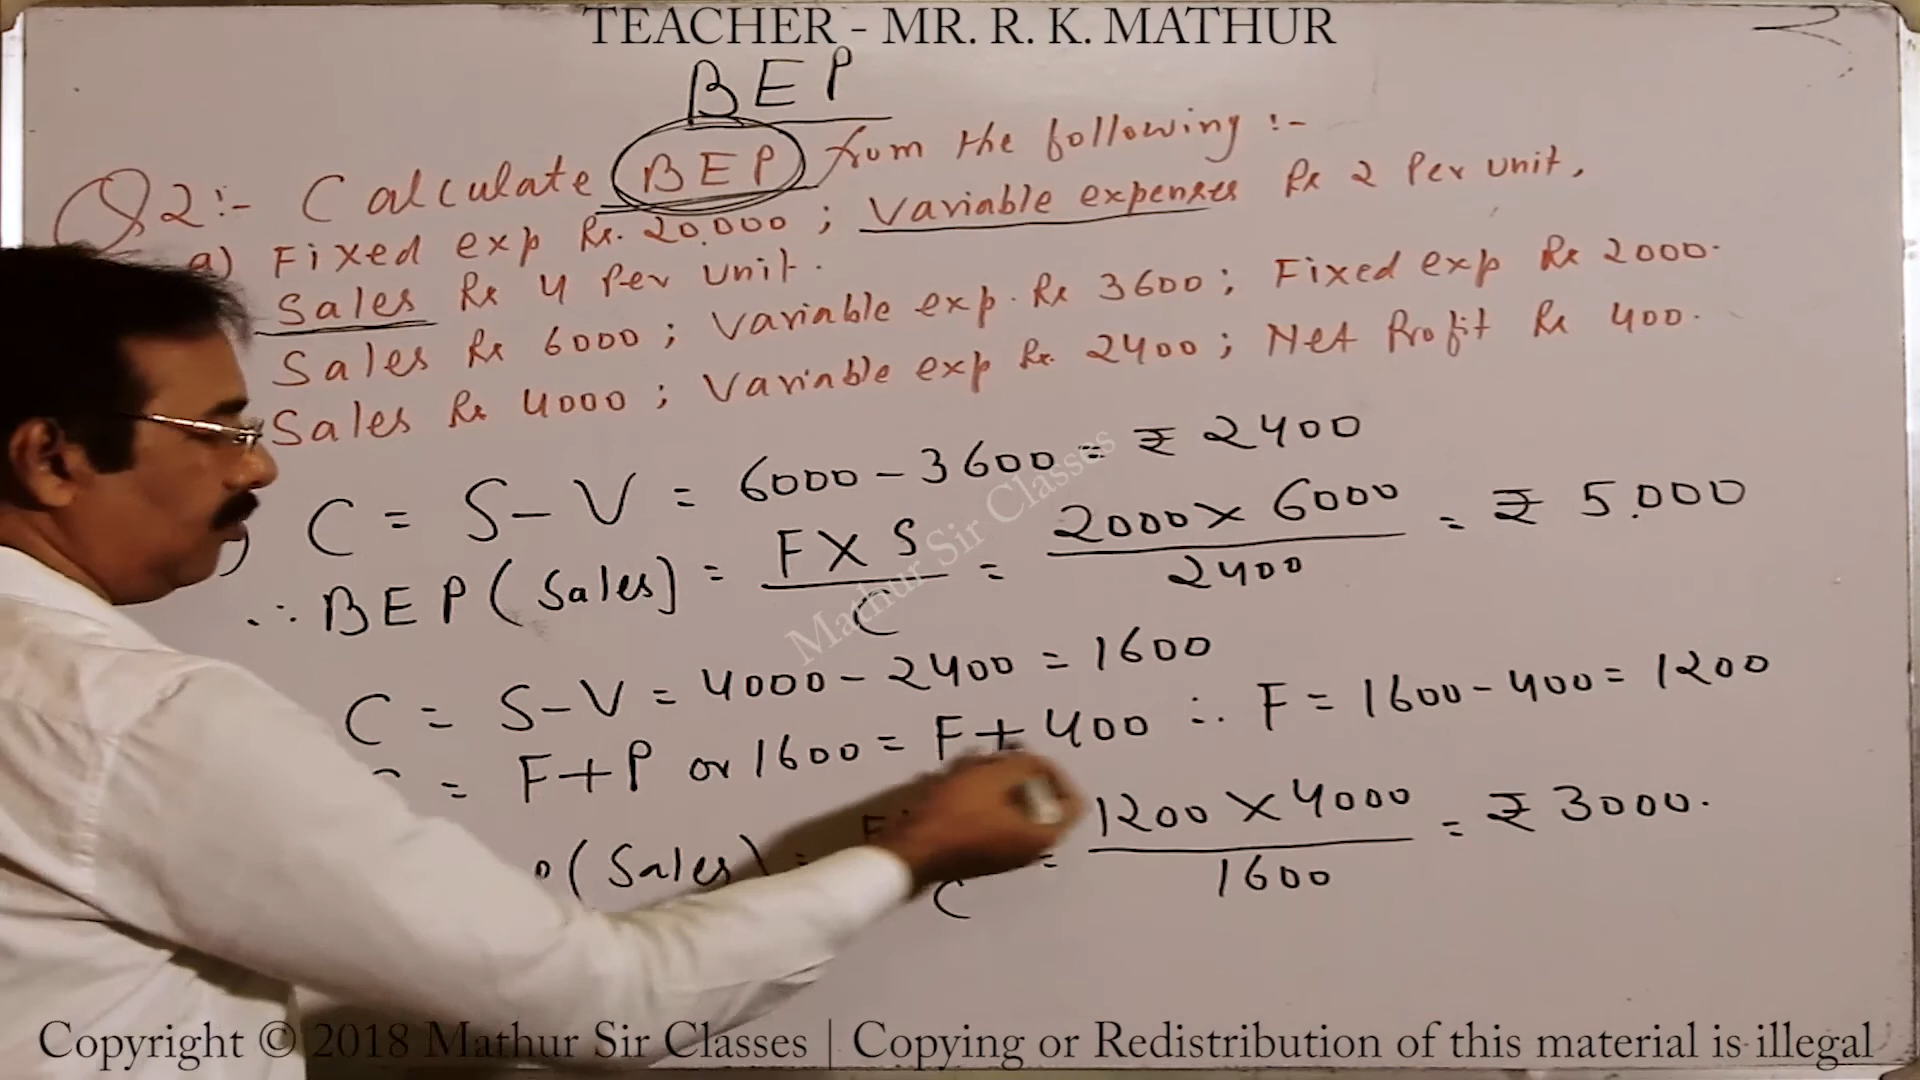 TEACHER - MR. R. K. MATHUR
BEP
Q2:- Calculate BEP from the following :-
a) Fixed exp Rs. 20,000 ; Variable expenses Rs 2 Per unit,
Sales Rs 4 Per unit.
Sales Rs 6000 ; Variable exp. Rs 3600 ; Fixed exp Rs 2000.
Sales Rs 4000 ; Variable exp Rs. 2400 ; Net Profit Rs 400.
) C = S - V = 6000 - 3600 = ₹ 2400
∴ BEP (Sales) = F X S / C = 2000 X 6000 / 2400 = ₹ 5,000
C = S - V = 4000 - 2400 = 1600
= F + P or 1600 = F + 400 ∴ F = 1600 - 400 = 1200
P (Sales) = C = 1200 X 4000 / 1600 = ₹ 3000.
Mathur Sir Classes
Copyright © 2018 Mathur Sir Classes | Copying or Redistribution of this material is illegal